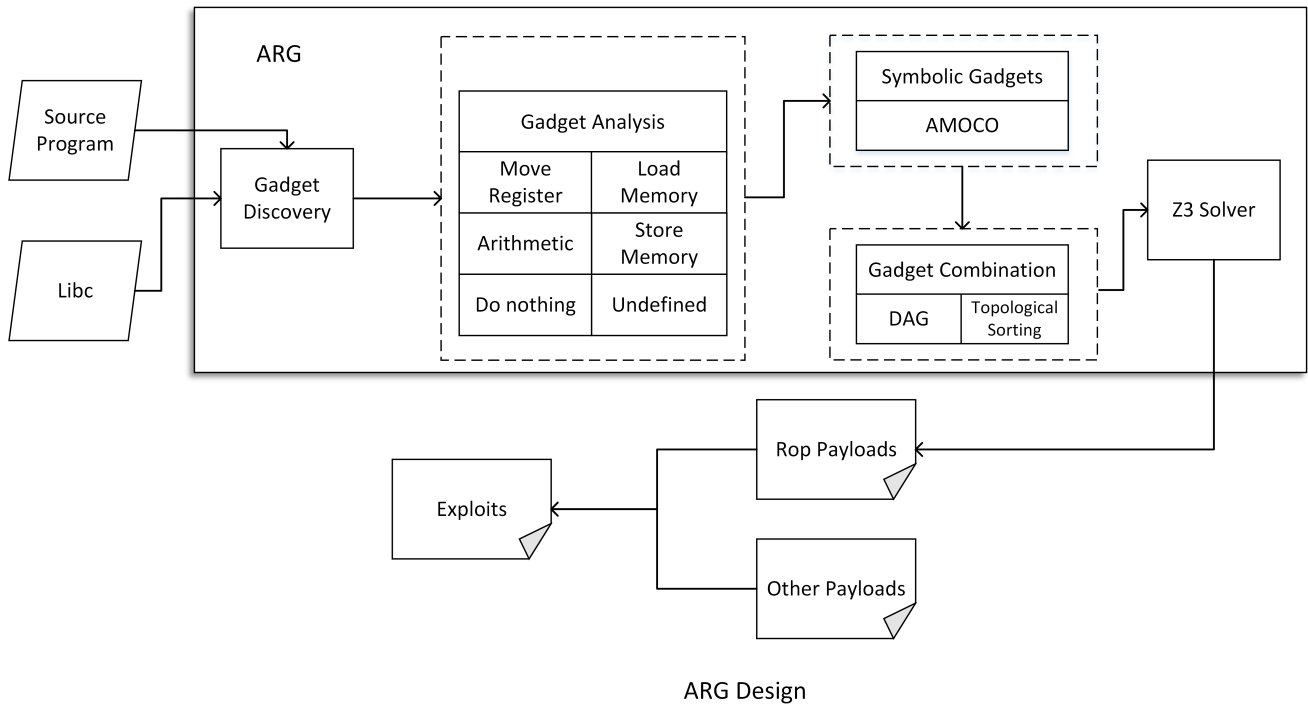 ARG
Source
Program
Libc
Gadget
Discovery
Gadget Analysis
Move
Register
Load
Memory
Arithmetic
Store
Memory
Do nothing
Undefined
Symbolic Gadgets
AMOCO
Gadget Combination
DAG
Topological
Sorting
Z3 Solver
Rop Payloads
Exploits
Other Payloads
ARG Design